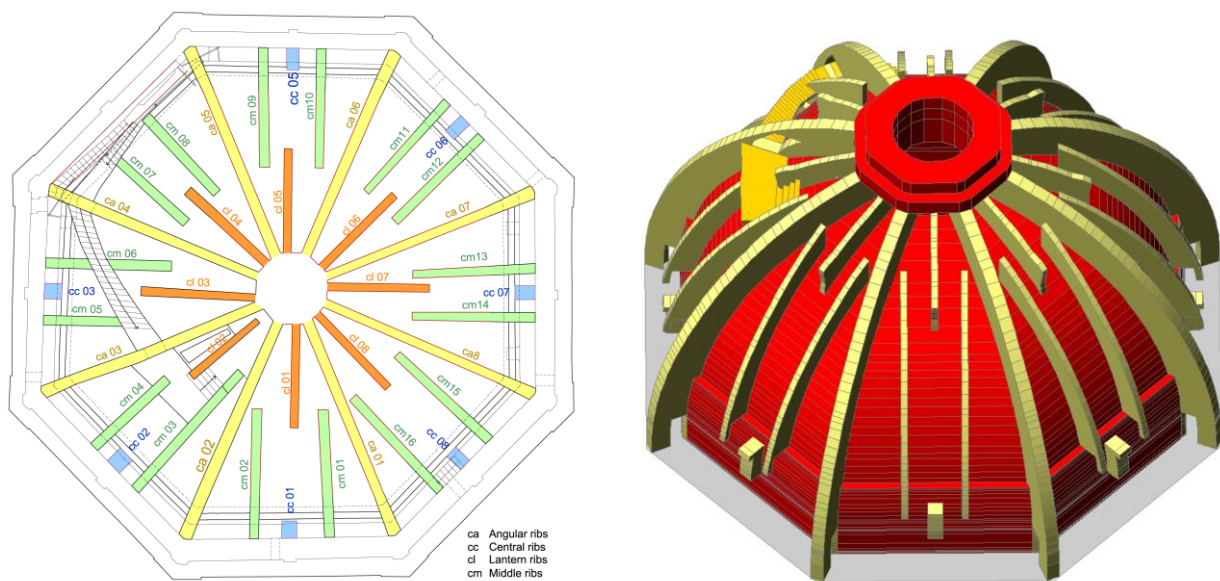 cm 09
cc 05
cm10
ca 05
ca 06
cm 08
cm11
cc 06
cm 07
cm12
cl 05
cl 04
cl 06
ca 04
ca 07
cm 06
cm13
cl 03
cl 07
cc 03
cc 07
cm 05
cm14
ca 03
cl 02
cl 08
ca8
cm 04
cl 01
cm15
cc 02
cm 03
cm16
cc 08
ca 02
ca 01
cm 02
cm 01
cc 01
ca Angular ribs
cc Central ribs
cl Lantern ribs
cm Middle ribs